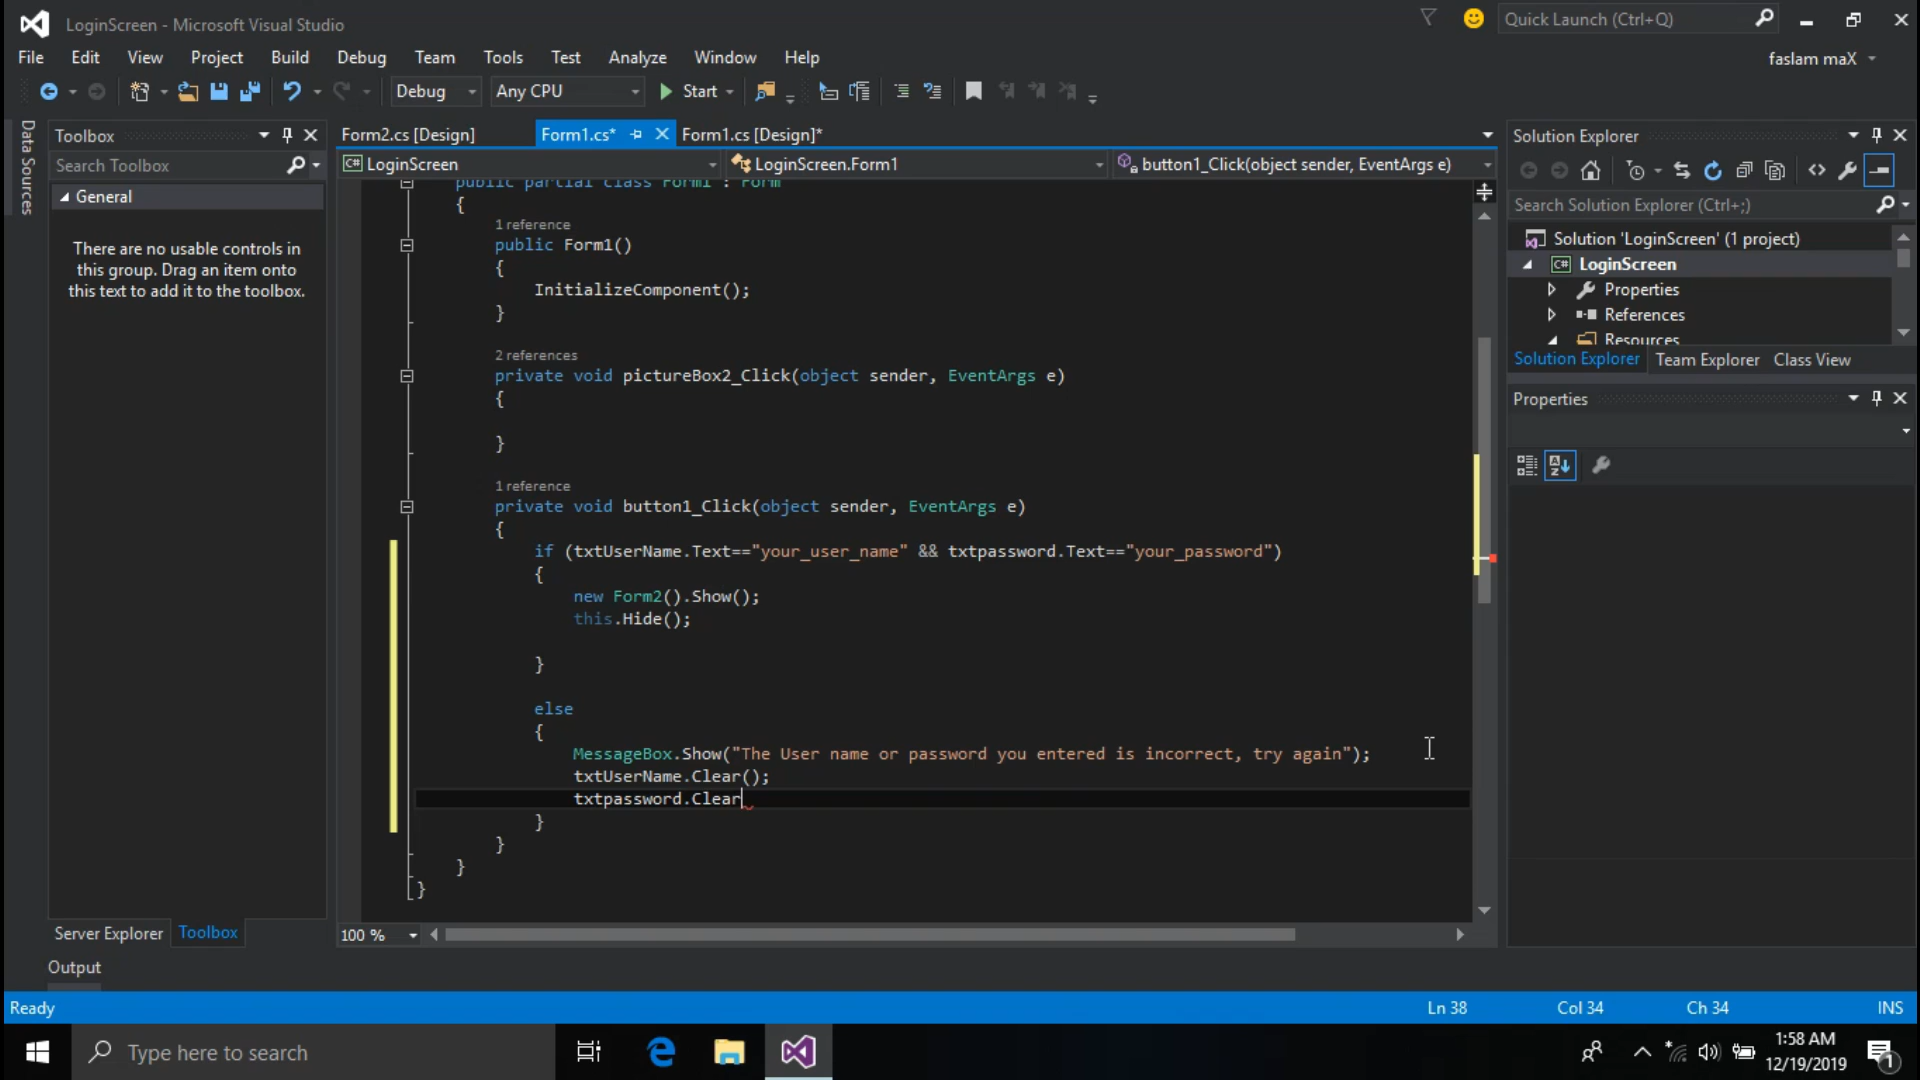 LoginScreen - Microsoft Visual Studio
Quick Launch (Ctrl+Q)
File Edit View Project Build Debug Team Tools Test Analyze Window Help
faslam maX
Debug Any CPU Start
Data Sources
Toolbox
Search Toolbox
General
There are no usable controls in
this group. Drag an item onto
this text to add it to the toolbox.
Server Explorer Toolbox
Form2.cs [Design] Form1.cs* Form1.cs [Design]*
C# LoginScreen LoginScreen.Form1 button1_Click(object sender, EventArgs e)
public partial class Form1 : Form
{
1 reference
public Form1()
{
InitializeComponent();
}
2 references
private void pictureBox2_Click(object sender, EventArgs e)
{
}
1 reference
private void button1_Click(object sender, EventArgs e)
{
if (txtUserName.Text=="your_user_name" && txtpassword.Text=="your_password")
{
new Form2().Show();
this.Hide();
}
else
{
MessageBox.Show("The User name or password you entered is incorrect, try again");
txtUserName.Clear();
txtpassword.Clear
}
}
}
}
100 %
Solution Explorer
Search Solution Explorer (Ctrl+;)
Solution 'LoginScreen' (1 project)
C# LoginScreen
Properties
References
Resources
Solution Explorer Team Explorer Class View
Properties
Output
Ready
Ln 38 Col 34 Ch 34 INS
Type here to search
1:58 AM
12/19/2019
1